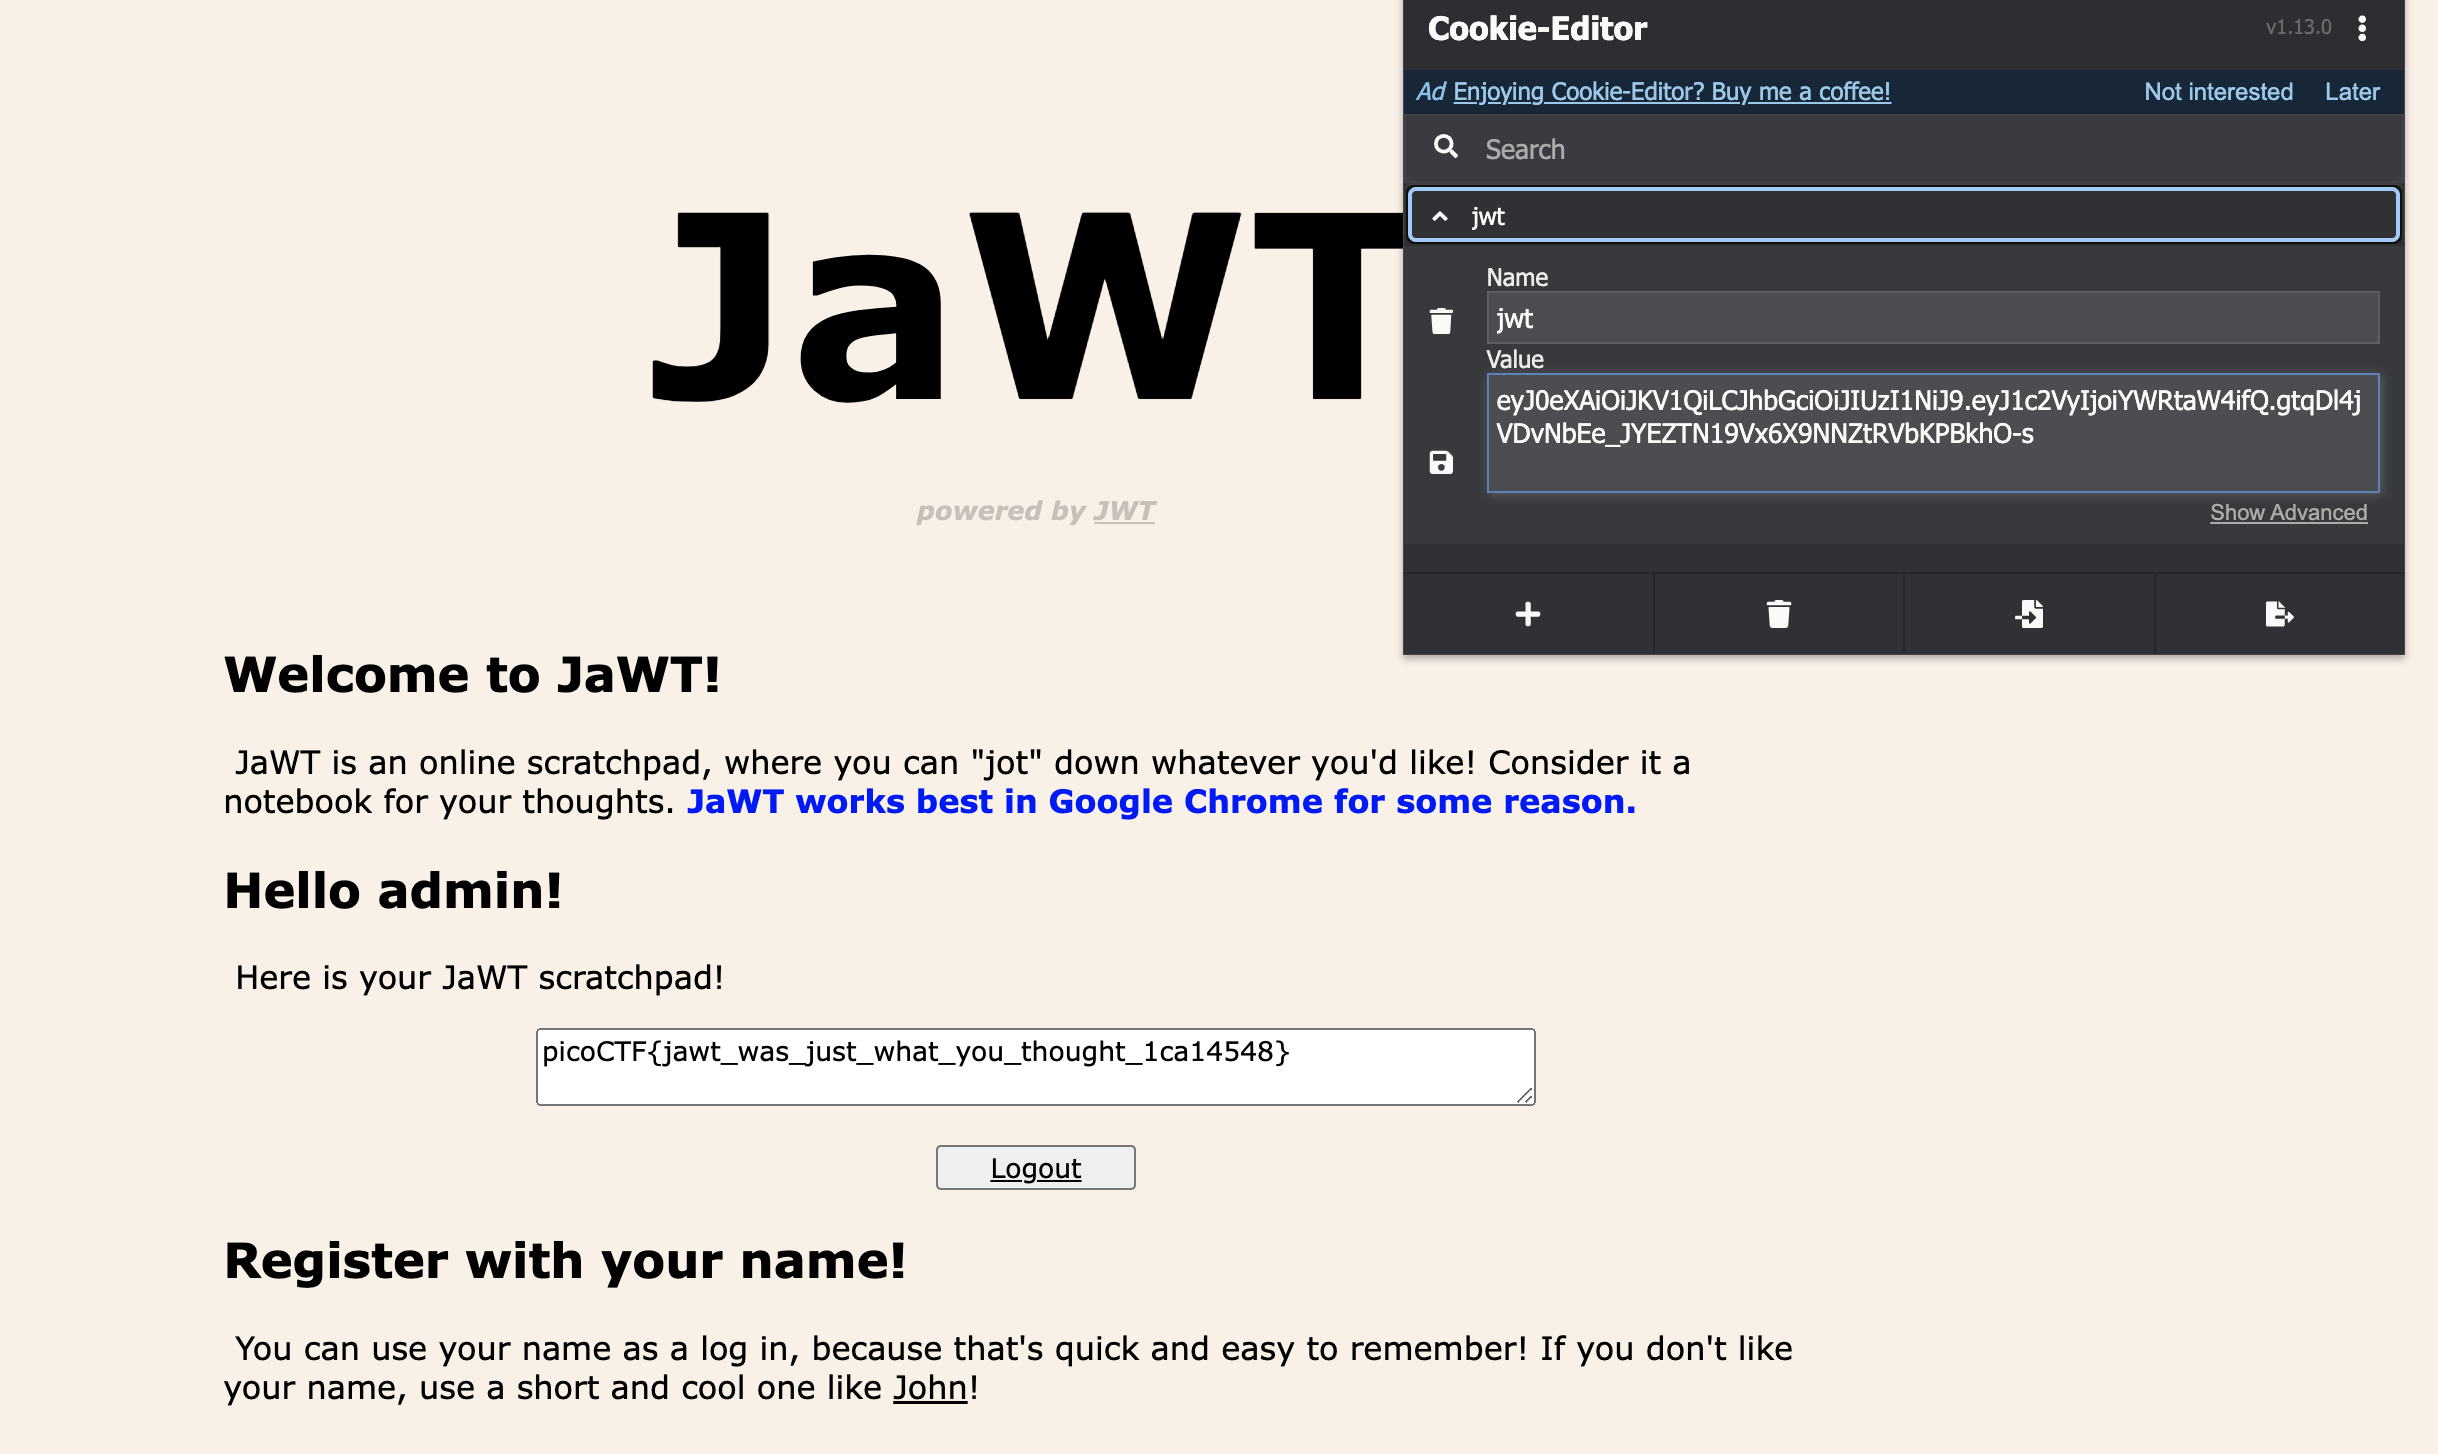 Cookie-Editor
v1.13.0
Ad Enjoying Cookie-Editor? Buy me a coffee!
Not interested
Later
Search
jwt
Name
jwt
Value
eyJ0eXAiOiJKV1QiLCJhbGciOiJIUzI1NiJ9.eyJ1c2VyIjoiYWRtaW4ifQ.gtqDl4j
VDvNbEe_JYEZTN19Vx6X9NNZtRVbKPBkhO-s
Show Advanced
JaWT
powered by JWT
Welcome to JaWT!
JaWT is an online scratchpad, where you can "jot" down whatever you'd like! Consider it a
notebook for your thoughts. JaWT works best in Google Chrome for some reason.
Hello admin!
Here is your JaWT scratchpad!
picoCTF{jawt_was_just_what_you_thought_1ca14548}
Logout
Register with your name!
You can use your name as a log in, because that's quick and easy to remember! If you don't like
your name, use a short and cool one like John!